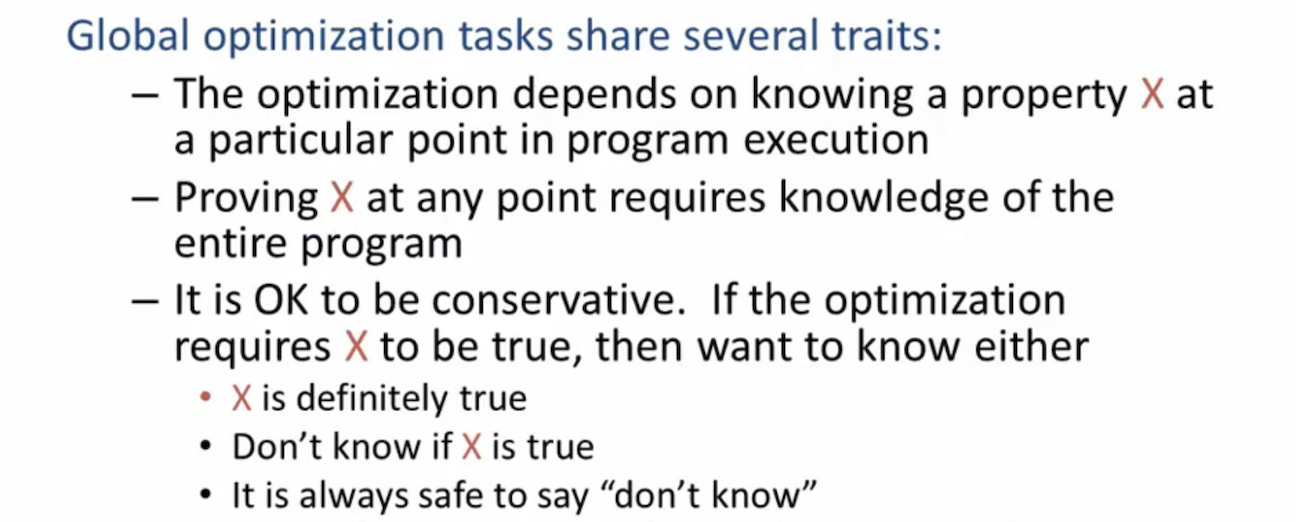 Global optimization tasks share several traits:
– The optimization depends on knowing a property X at
a particular point in program execution
– Proving X at any point requires knowledge of the
entire program
– It is OK to be conservative.  If the optimization
requires X to be true, then want to know either
• X is definitely true
• Don’t know if X is true
• It is always safe to say “don’t know”